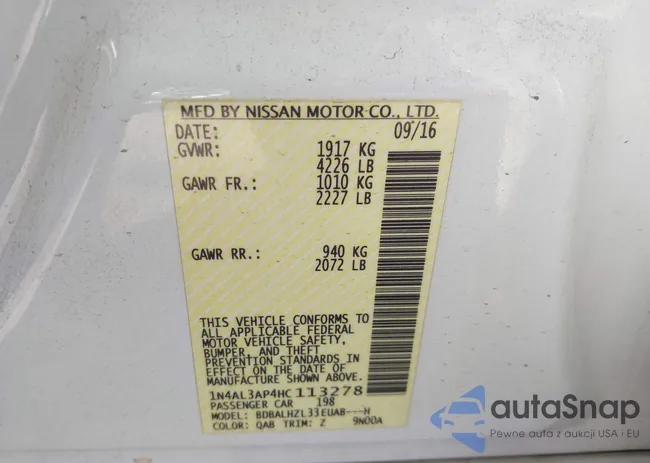 MFD BY NISSAN MOTOR CO., LTD.
DATE: 09/16
GVWR: 1917 KG
4226 LB
GAWR FR.: 1010 KG
2227 LB
GAWR RR.: 940 KG
2072 LB
THIS VEHICLE CONFORMS TO
ALL APPLICABLE FEDERAL
MOTOR VEHICLE SAFETY,
BUMPER, AND THEFT
PREVENTION STANDARDS IN
EFFECT ON THE DATE OF
MANUFACTURE SHOWN ABOVE.
1N4AL3AP4HC113278
PASSENGER CAR 198
MODEL: BDBALHZL33EUAB---H
COLOR: QAB TRIM: Z 9N00A
autoSnap
Pewne auta z aukcji USA i EU